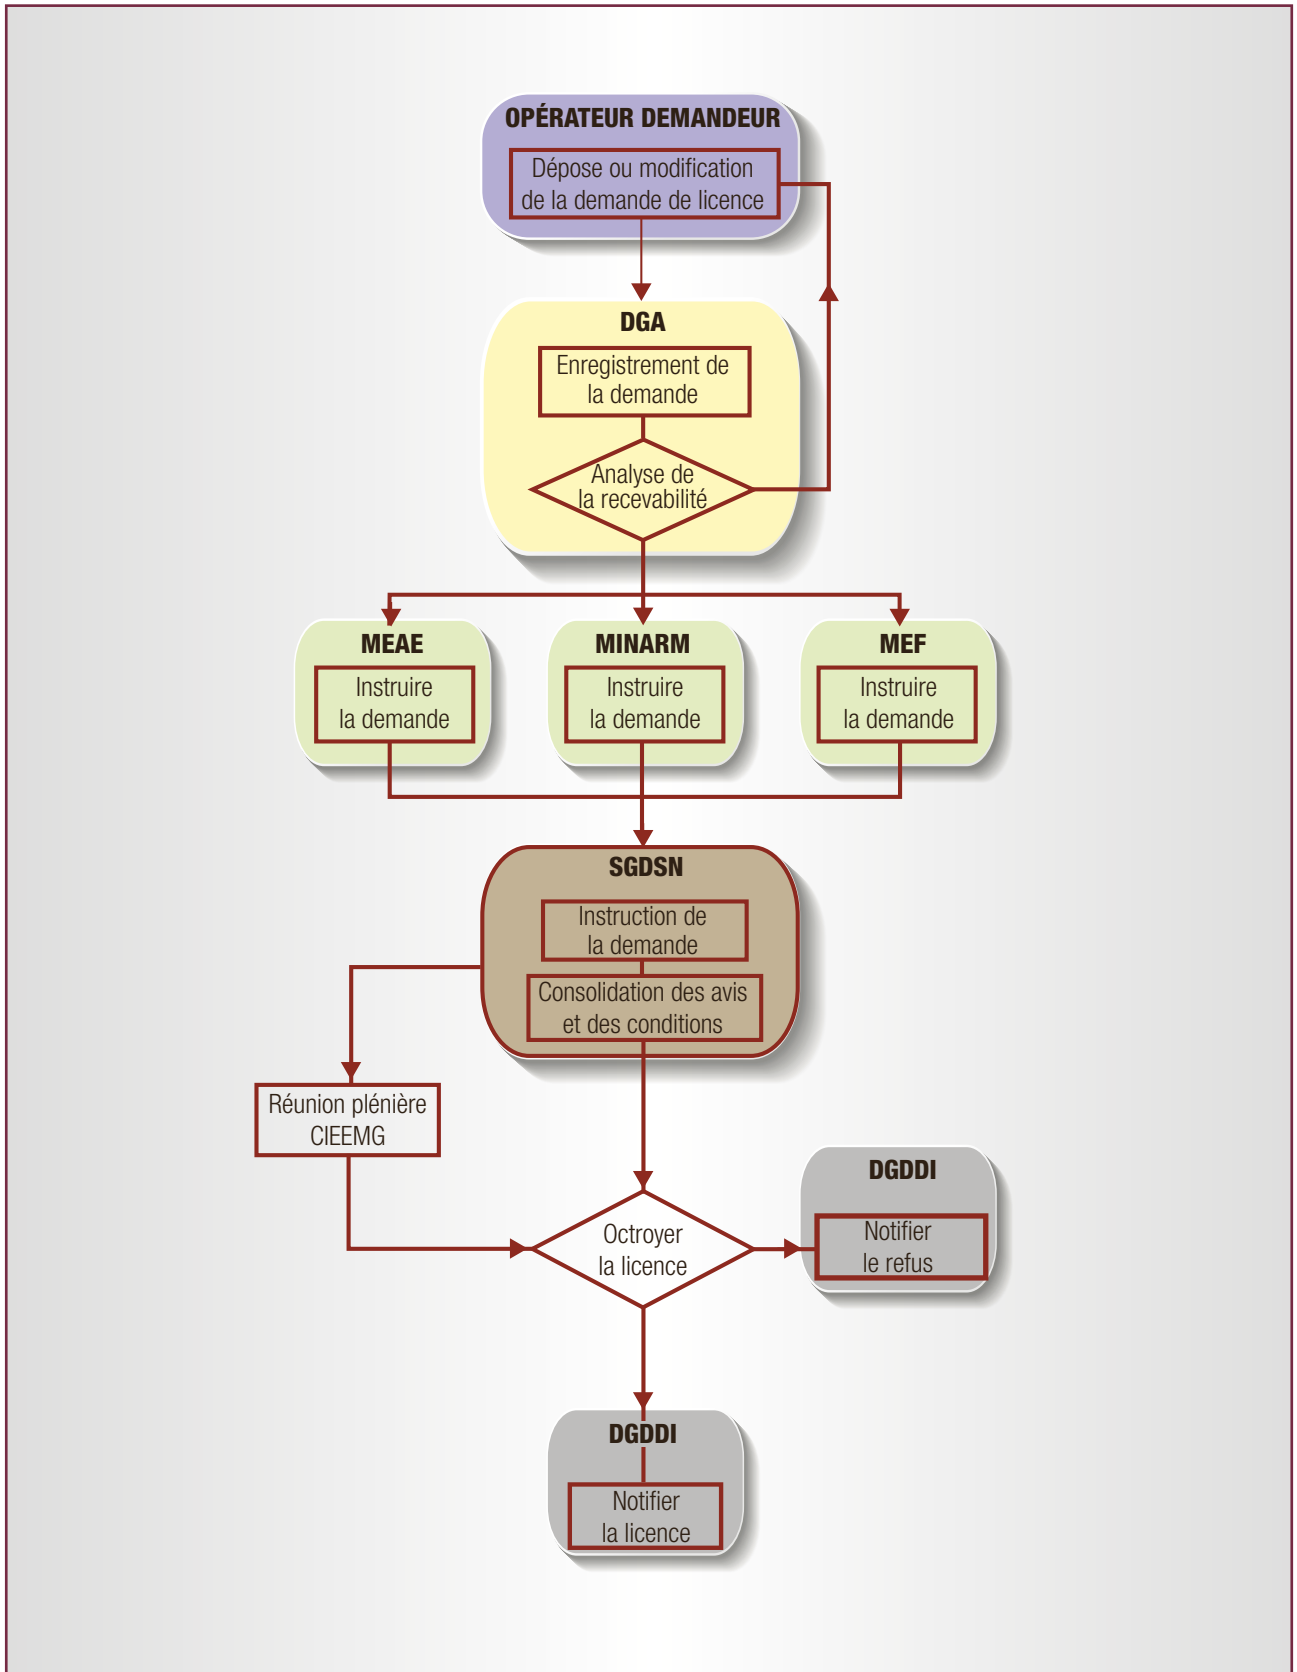 OPÉRATEUR DEMANDEUR
Dépose ou modification
de la demande de licence
DGA
Enregistrement de
la demande
Analyse de
la recevabilité
MEAE
Instruire
la demande
MINARM
Instruire
la demande
MEF
Instruire
la demande
SGDSN
Instruction de
la demande
Consolidation des avis
et des conditions
Réunion plénière
CIEEMG
Octroyer
la licence
DGDDI
Notifier
le refus
DGDDI
Notifier
la licence